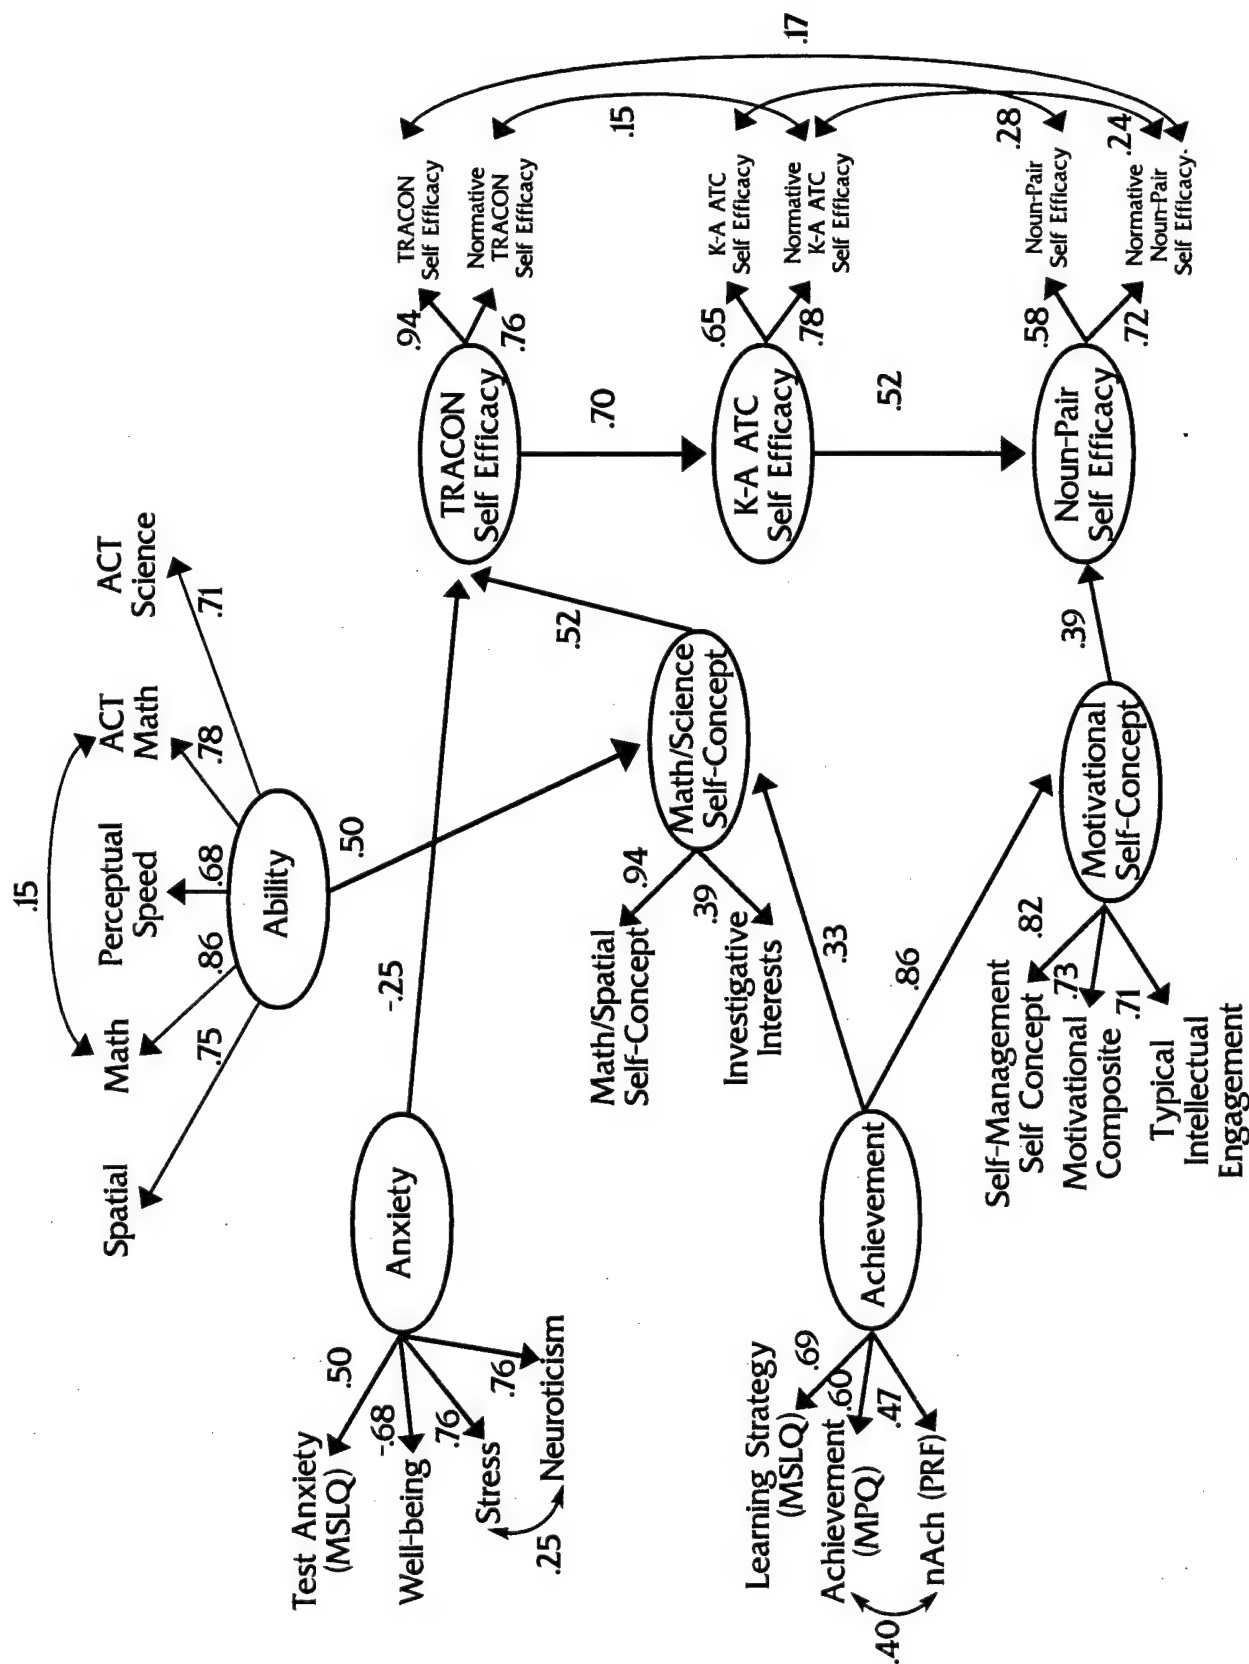 .15
Spatial
Math
Perceptual
Speed
ACT
Math
ACT
Science
.75
.86
.68
.78
.71
Ability
.50
Test Anxiety
(MSLQ)
Well-being
Stress
Neuroticism
.25
.50
-.68
.76
.76
Anxiety
-.25
Math/Spatial
Self-Concept
Investigative
Interests
.94
.39
Math/Science
Self-Concept
.52
Learning Strategy
(MSLQ)
Achievement
(MPQ)
nAch (PRF)
.40
.69
.60
.47
Achievement
.33
.86
Self-Management
Self Concept
Motivational
Composite
Typical
Intellectual
Engagement
.82
.73
.71
Motivational
Self-Concept
.39
TRACON
Self Efficacy
.94
.76
TRACON
Self Efficacy
Normative
TRACON
Self Efficacy
.70
K-A ATC
Self Efficacy
.65
.78
K-A ATC
Self Efficacy
Normative
K-A ATC
Self Efficacy
.52
Noun-Pair
Self Efficacy
.58
.72
Noun-Pair
Self Efficacy
Normative
Noun-Pair
Self Efficacy.
.15
.28
.24
.17